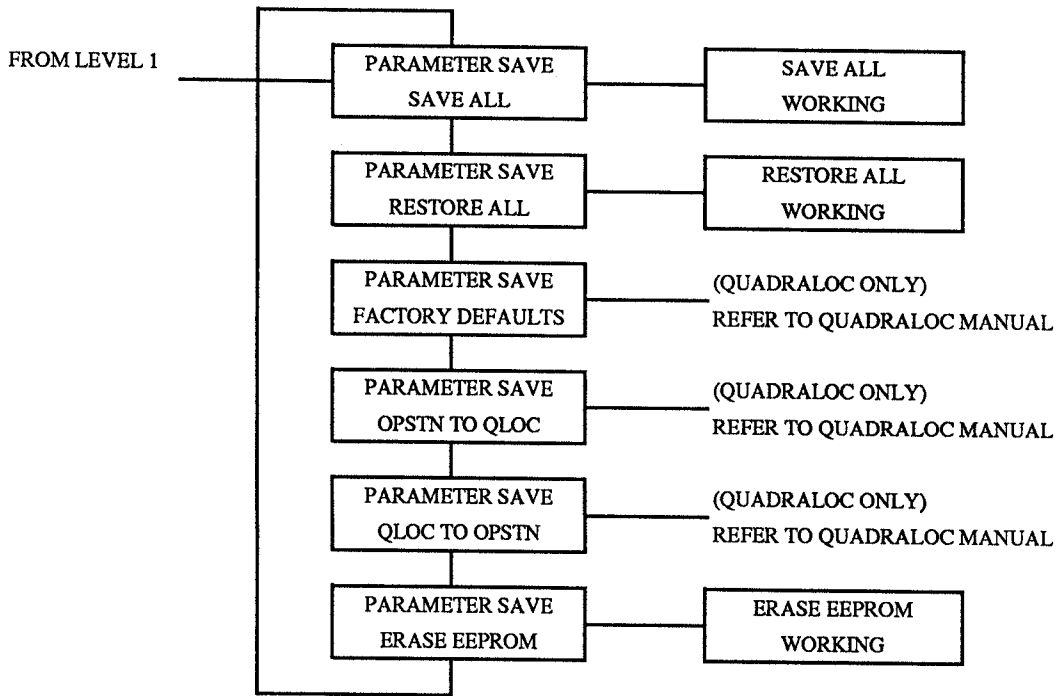 FROM LEVEL 1
PARAMETER SAVE
SAVE ALL
SAVE ALL
WORKING
PARAMETER SAVE
RESTORE ALL
RESTORE ALL
WORKING
PARAMETER SAVE
FACTORY DEFAULTS
(QUADRALOC ONLY)
REFER TO QUADRALOC MANUAL
PARAMETER SAVE
OPSTN TO QLOC
(QUADRALOC ONLY)
REFER TO QUADRALOC MANUAL
PARAMETER SAVE
QLOC TO OPSTN
(QUADRALOC ONLY)
REFER TO QUADRALOC MANUAL
PARAMETER SAVE
ERASE EEPROM
ERASE EEPROM
WORKING